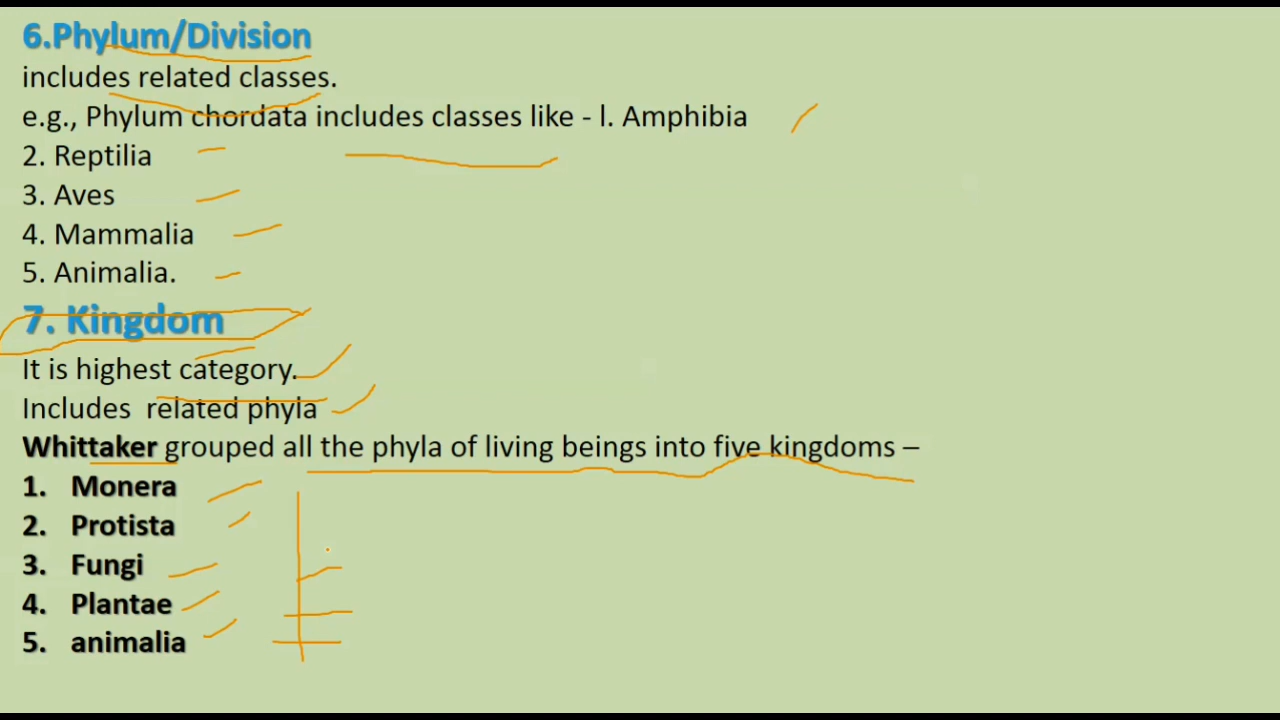 6.Phylum/Division
includes related classes.
e.g., Phylum chordata includes classes like - l. Amphibia
2. Reptilia
3. Aves
4. Mammalia
5. Animalia.
7. Kingdom
It is highest category.
Includes related phyla
Whittaker grouped all the phyla of living beings into five kingdoms –
1. Monera
2. Protista
3. Fungi
4. Plantae
5. animalia